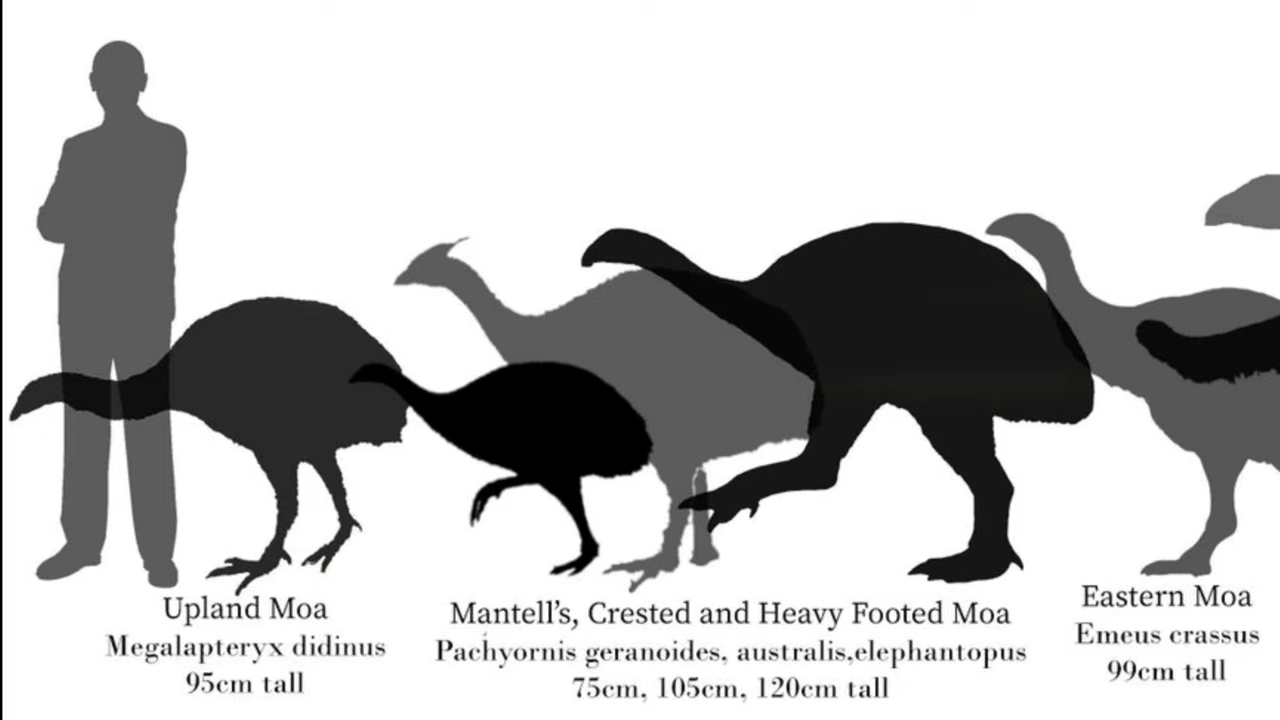 Upland Moa
Megalapteryx didinus
95cm tall
Mantell's, Crested and Heavy Footed Moa
Pachyornis geranoides, australis,elephantopus
75cm, 105cm, 120cm tall
Eastern Moa
Emeus crassus
99cm tall